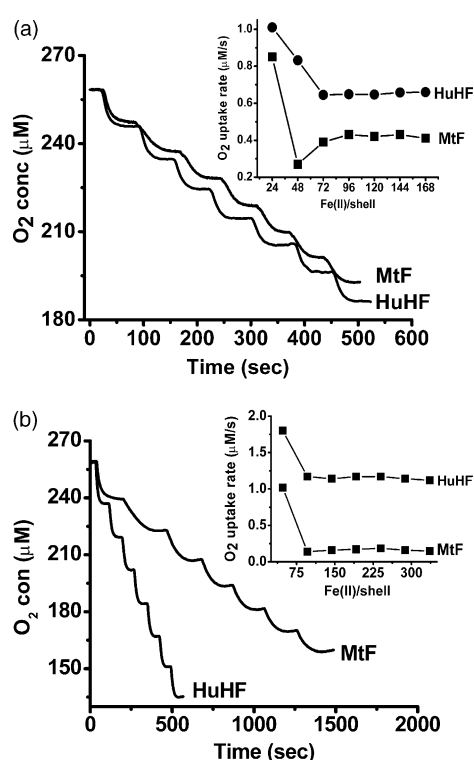 (a)
270
240
210
180
O₂ conc (μM)
0 100 200 300 400 500 600
Time (sec)
MtF
HuHF
1.0
0.8
0.6
0.4
0.2
O₂ uptake rate (μM/s)
24 48 72 96 120 144 168
Fe(II)/shell
HuHF
MtF
(b)
270
240
210
180
150
O₂ con (μM)
0 500 1000 1500 2000
Time (sec)
HuHF
MtF
2.0
1.5
1.0
0.5
0.0
O₂ uptake rate (μM/s)
75 150 225 300
Fe(II)/shell
HuHF
MtF